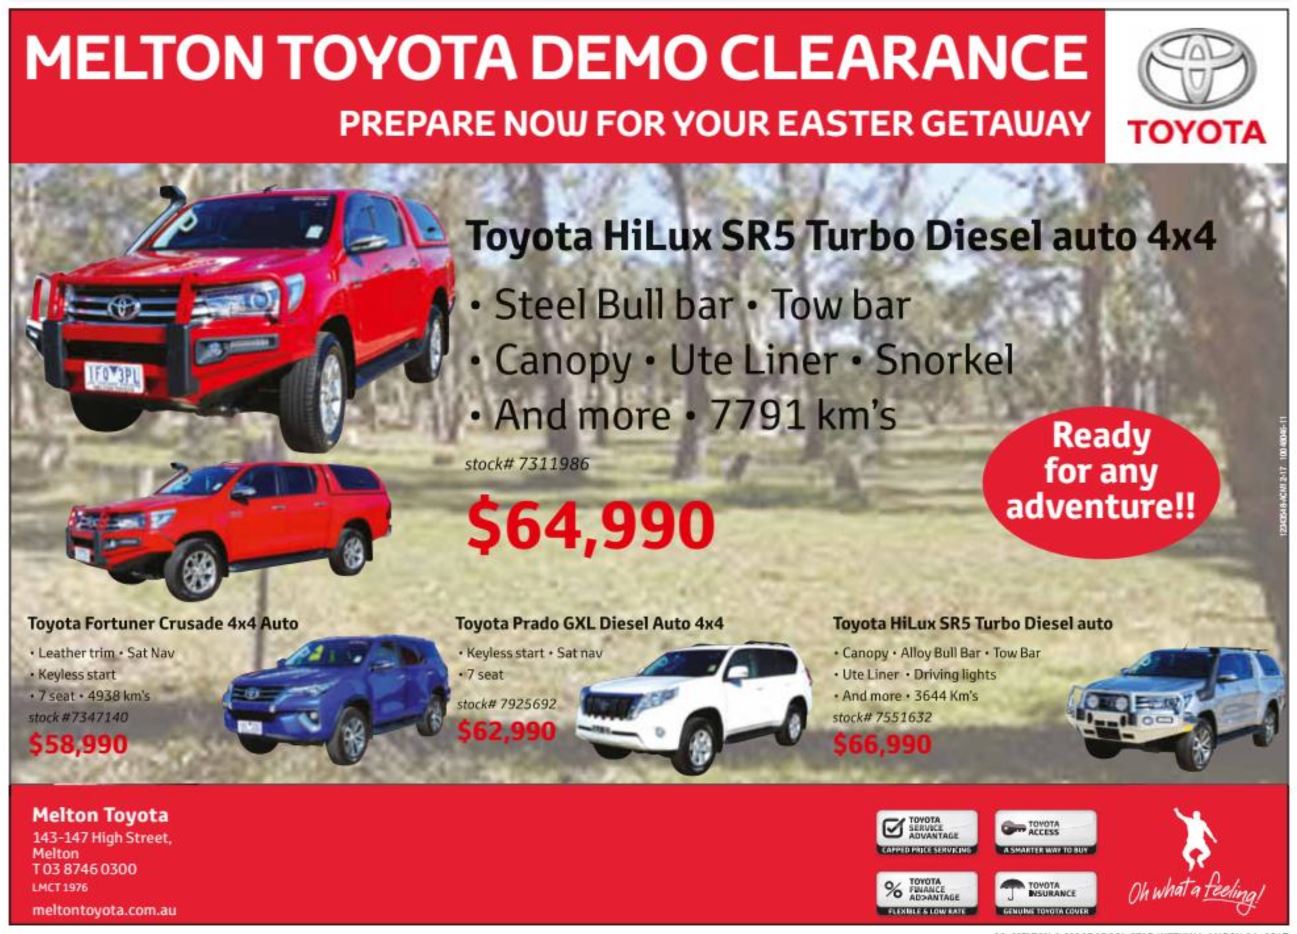 MELTON TOYOTA DEMO CLEARANCE
PREPARE NOW FOR YOUR EASTER GETAWAY
TOYOTA
Toyota HiLux SR5 Turbo Diesel auto 4x4
• Steel Bull bar • Tow bar
• Canopy • Ute Liner • Snorkel
• And more • 7791 km's
stock# 7311986
$64,990
Ready
for any
adventure!!
1FQ 3PL
Toyota Fortuner Crusade 4x4 Auto
• Leather trim • Sat Nav
• Keyless start
• 7 seat • 4938 km's
stock #7347140
$58,990
Toyota Prado GXL Diesel Auto 4x4
• Keyless start • Sat nav
• 7 seat
stock# 7925692
$62,990
Toyota HiLux SR5 Turbo Diesel auto
• Canopy • Alloy Bull Bar • Tow Bar
• Ute Liner • Driving lights
• And more • 3644 Km's
stock# 7551632
$66,990
Melton Toyota
143-147 High Street,
Melton
T 03 8746 0300
LMCT 1976
meltontoyota.com.au
TOYOTA
SERVICE
ADVANTAGE
CAPPED PRICE SERVICING
TOYOTA
ACCESS
A SMARTER WAY TO BUY
TOYOTA
FINANCE
ADVANTAGE
FLEXIBLE & LOW RATE
TOYOTA
INSURANCE
GENUINE TOYOTA COVER
Oh what a feeling!